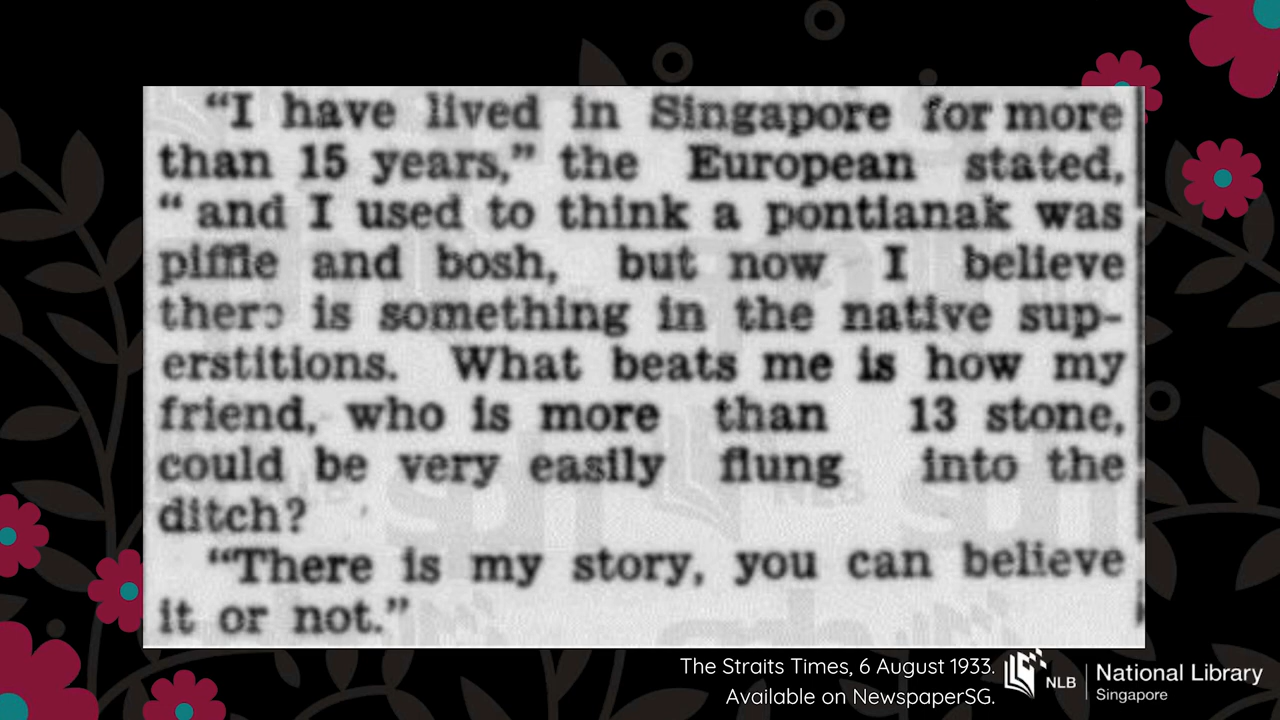 “I have lived in Singapore for more
than 15 years,” the European stated,
“ and I used to think a pontianak was
piffle and bosh, but now I believe
there is something in the native sup-
erstitions. What beats me is how my
friend, who is more than 13 stone,
could be very easily flung into the
ditch?
“There is my story, you can believe
it or not.”
The Straits Times, 6 August 1933.
Available on NewspaperSG.
NLB
National Library
Singapore